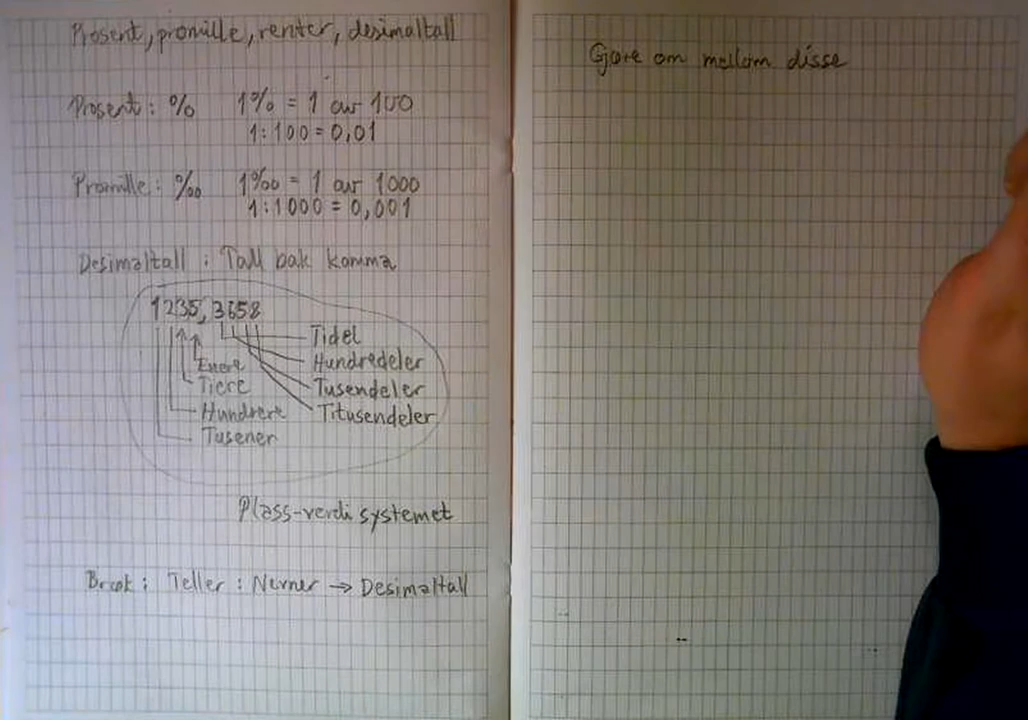 Prosent, promille, renter, desimaltall
Prosent: % 1% = 1 av 100
1:100 = 0,01
Promille: ‰ 1‰ = 1 av 1000
1:1000 = 0,001
Desimaltall: Tall bak komma
1235,3658
Tidel
Hundredeler
Tusendeler
Titusendeler
Enere
Tiere
Hundrere
Tusener
Plass-verdi systemet
Brøk: Teller : Nevner → Desimaltall
Gjøre om mellom disse